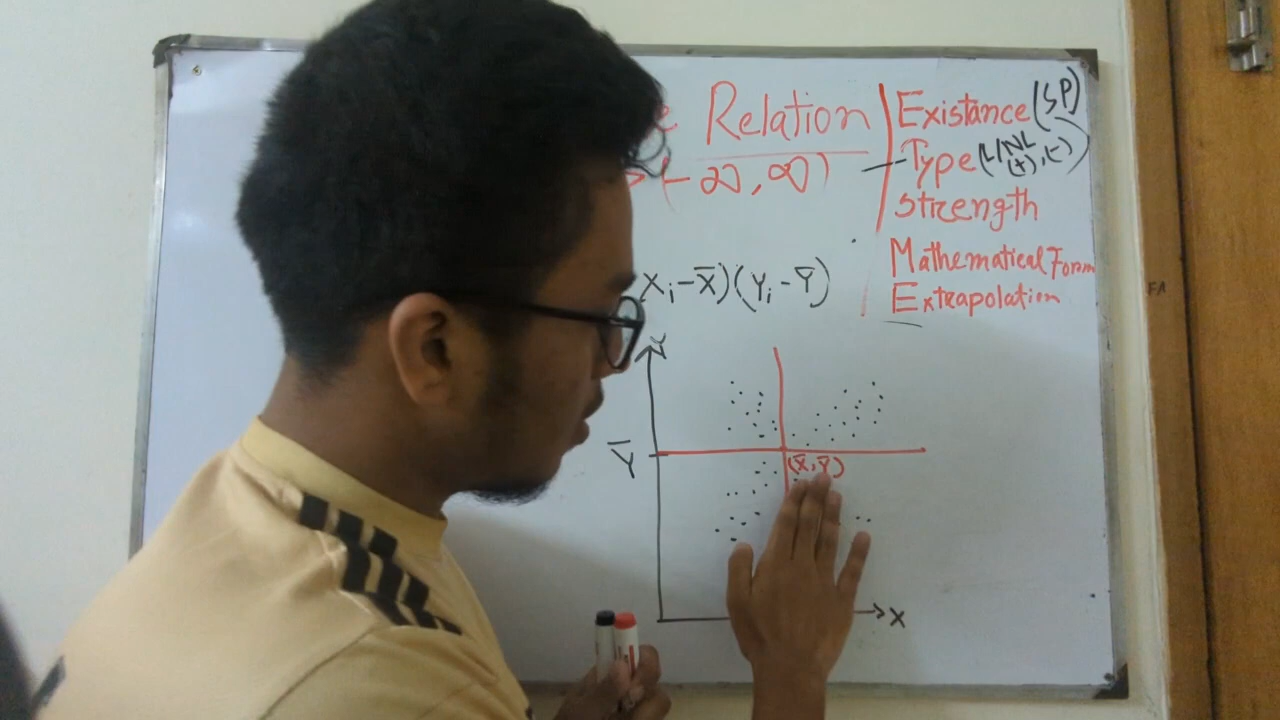 e Relation
(-∞, ∞)
Existance (SP)
Type (L/NL
(+), (-))
Strength
Mathematical Form
Extrapolation
Xᵢ-X̅)(Yᵢ-Y̅)
Y
Y̅
(X̅,Y̅)
X